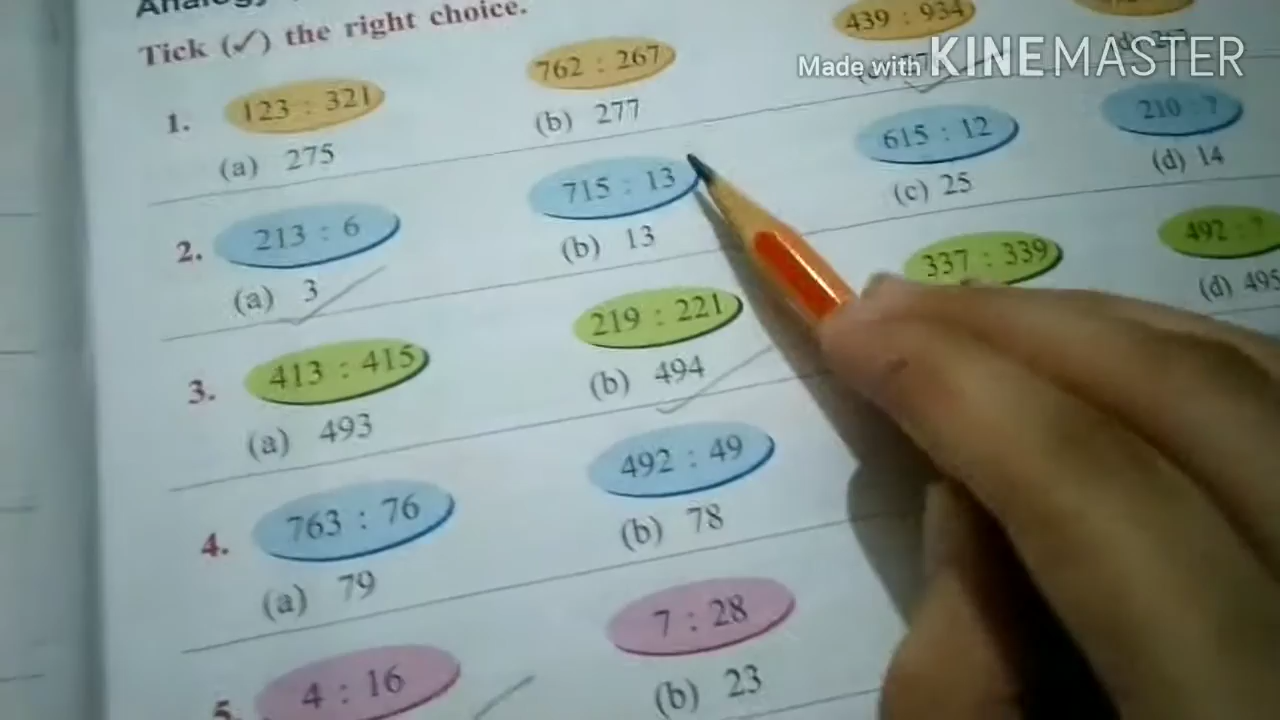 Analogy
Tick (✓) the right choice.
Made with KINEMASTER
1. 123 : 321 762 : 267 439 : 934
(a) 275 (b) 277
2. 213 : 6 715 : 13 615 : 12 210 : ?
(a) 3 (b) 13 (c) 25 (d) 14
3. 413 : 415 219 : 221 337 : 339 492 : ?
(a) 493 (b) 494 (d) 495
4. 763 : 76 492 : 49
(a) 79 (b) 78
5. 4 : 16 7 : 28
(b) 23